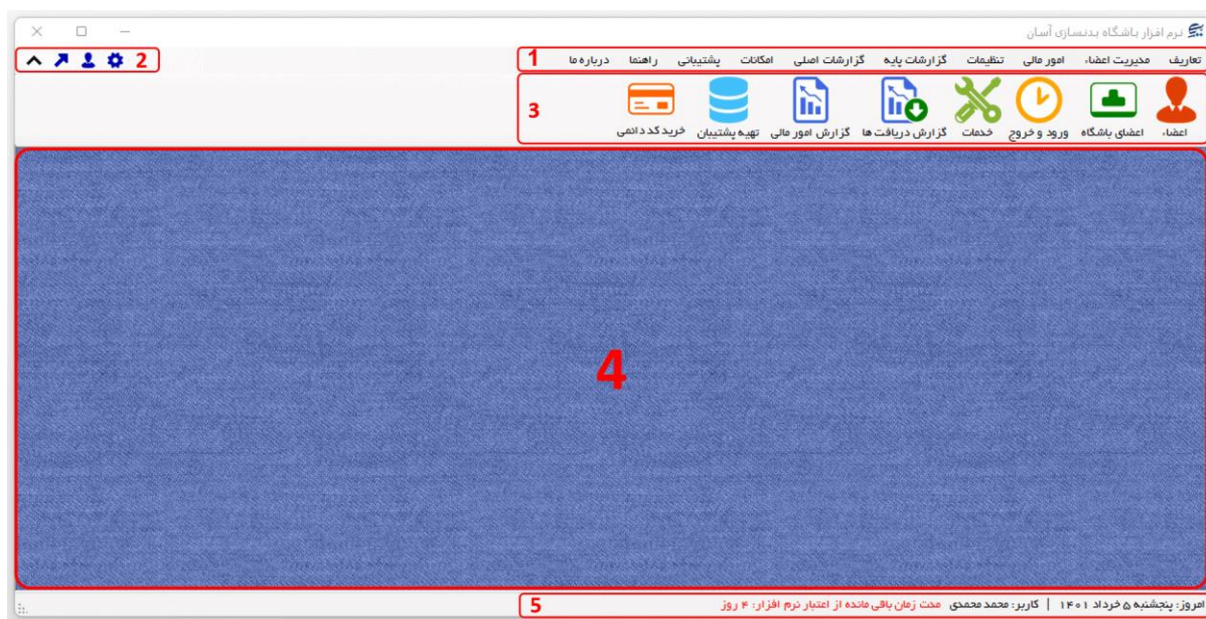 نرم افزار باشگاه بدنسازی آسان
تعاریف مدیریت اعضاء امور مالی تنظیمات گزارشات پایه گزارشات اصلی امکانات پشتیبانی راهنما درباره ما 1
2
اعضاء اعضای باشگاه ورود و خروج خدمات گزارش دریافت ها گزارش امور مالی تهیه پشتیبان خرید کد دائمی
3
4
امروز: پنجشنبه ۵ خرداد ۱۴۰۱ | کاربر: محمد محمدی مدت زمان باقی مانده از اعتبار نرم افزار: ۴ روز 5